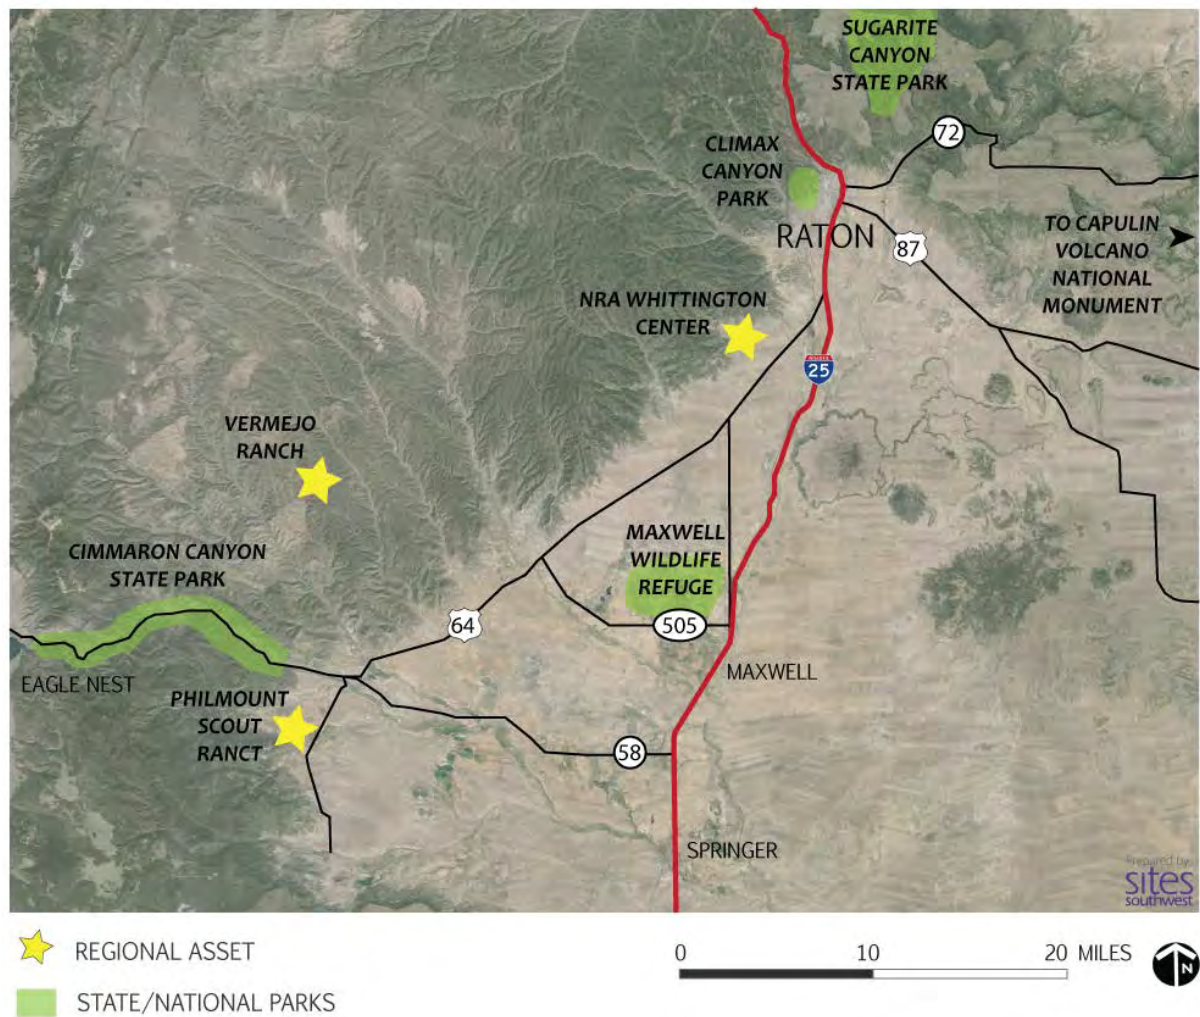 SUGARITE
CANYON
STATE PARK
72
CLIMAX
CANYON
PARK
RATON
87
TO CAPULIN
VOLCANO
NATIONAL
MONUMENT
NRA WHITTINGTON
CENTER
25
VERMEJO
RANCH
MAXWELL
WILDLIFE
REFUGE
CIMMARON CANYON
STATE PARK
64
505
EAGLE NEST
MAXWELL
PHILMOUNT
SCOUT
RANCT
58
SPRINGER
Prepared by:
sites
southwest
REGIONAL ASSET
0 10 20 MILES
N
STATE/NATIONAL PARKS